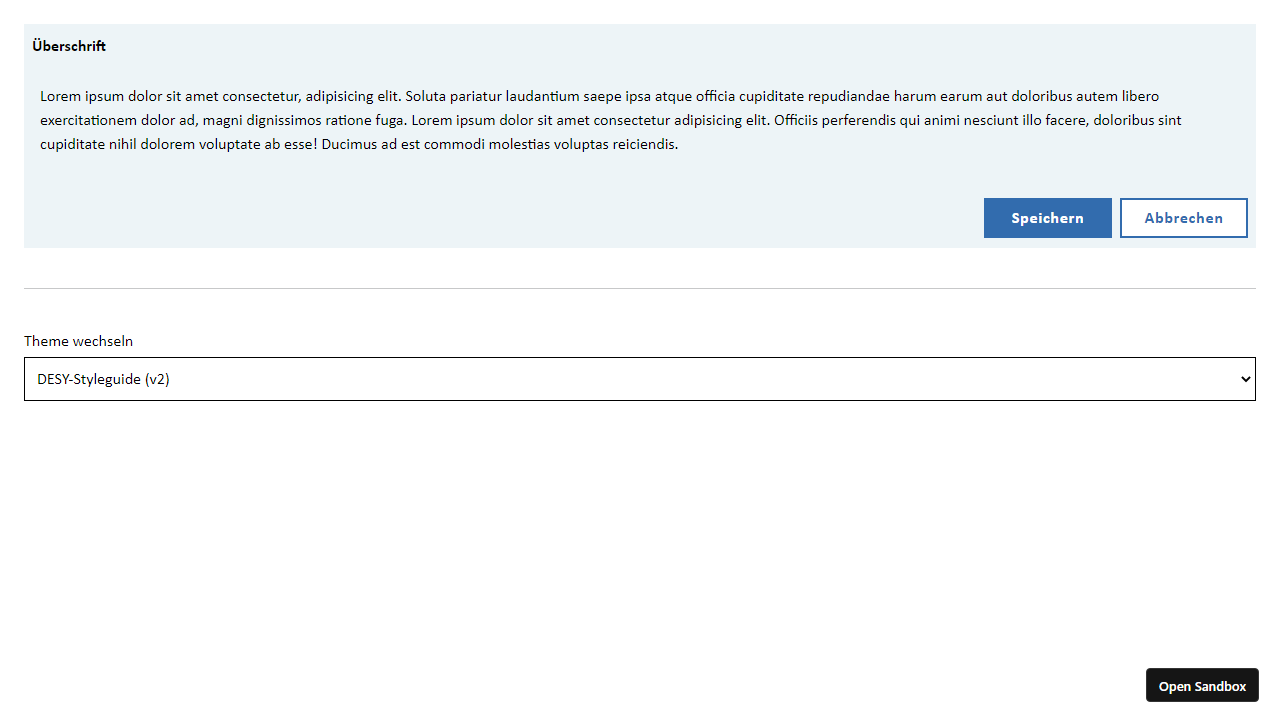 Überschrift
Lorem ipsum dolor sit amet consectetur, adipisicing elit. Soluta pariatur laudantium saepe ipsa atque officia cupiditate repudiandae harum earum aut doloribus autem libero
exercitationem dolor ad, magni dignissimos ratione fuga. Lorem ipsum dolor sit amet consectetur adipisicing elit. Officiis perferendis qui animi nesciunt illo facere, doloribus sint
cupiditate nihil dolorem voluptate ab esse! Ducimus ad est commodi molestias voluptas reiciendis.
Speichern Abbrechen
Theme wechseln
DESY-Styleguide (v2)
Open Sandbox